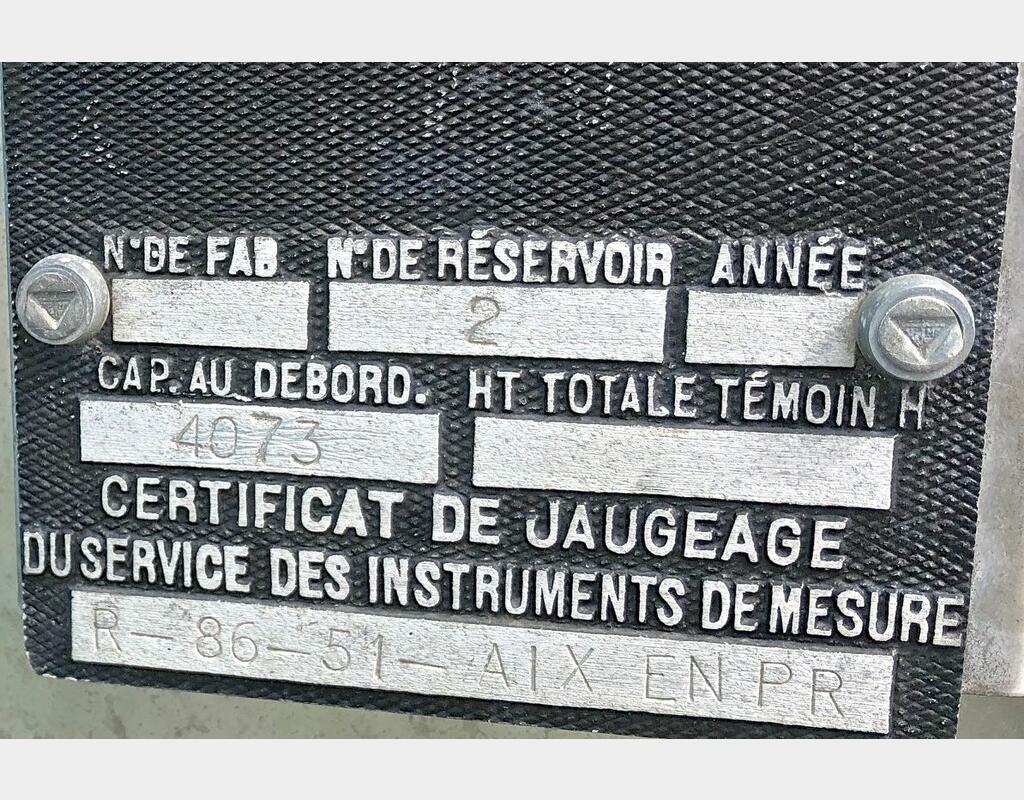 N° DE FAB N° DE RÉSERVOIR ANNÉE
2
CAP. AU DEBORD. HT TOTALE TÉMOIN H
4073
CERTIFICAT DE JAUGEAGE
DU SERVICE DES INSTRUMENTS DE MESURE
R-86-51-AIX EN PR